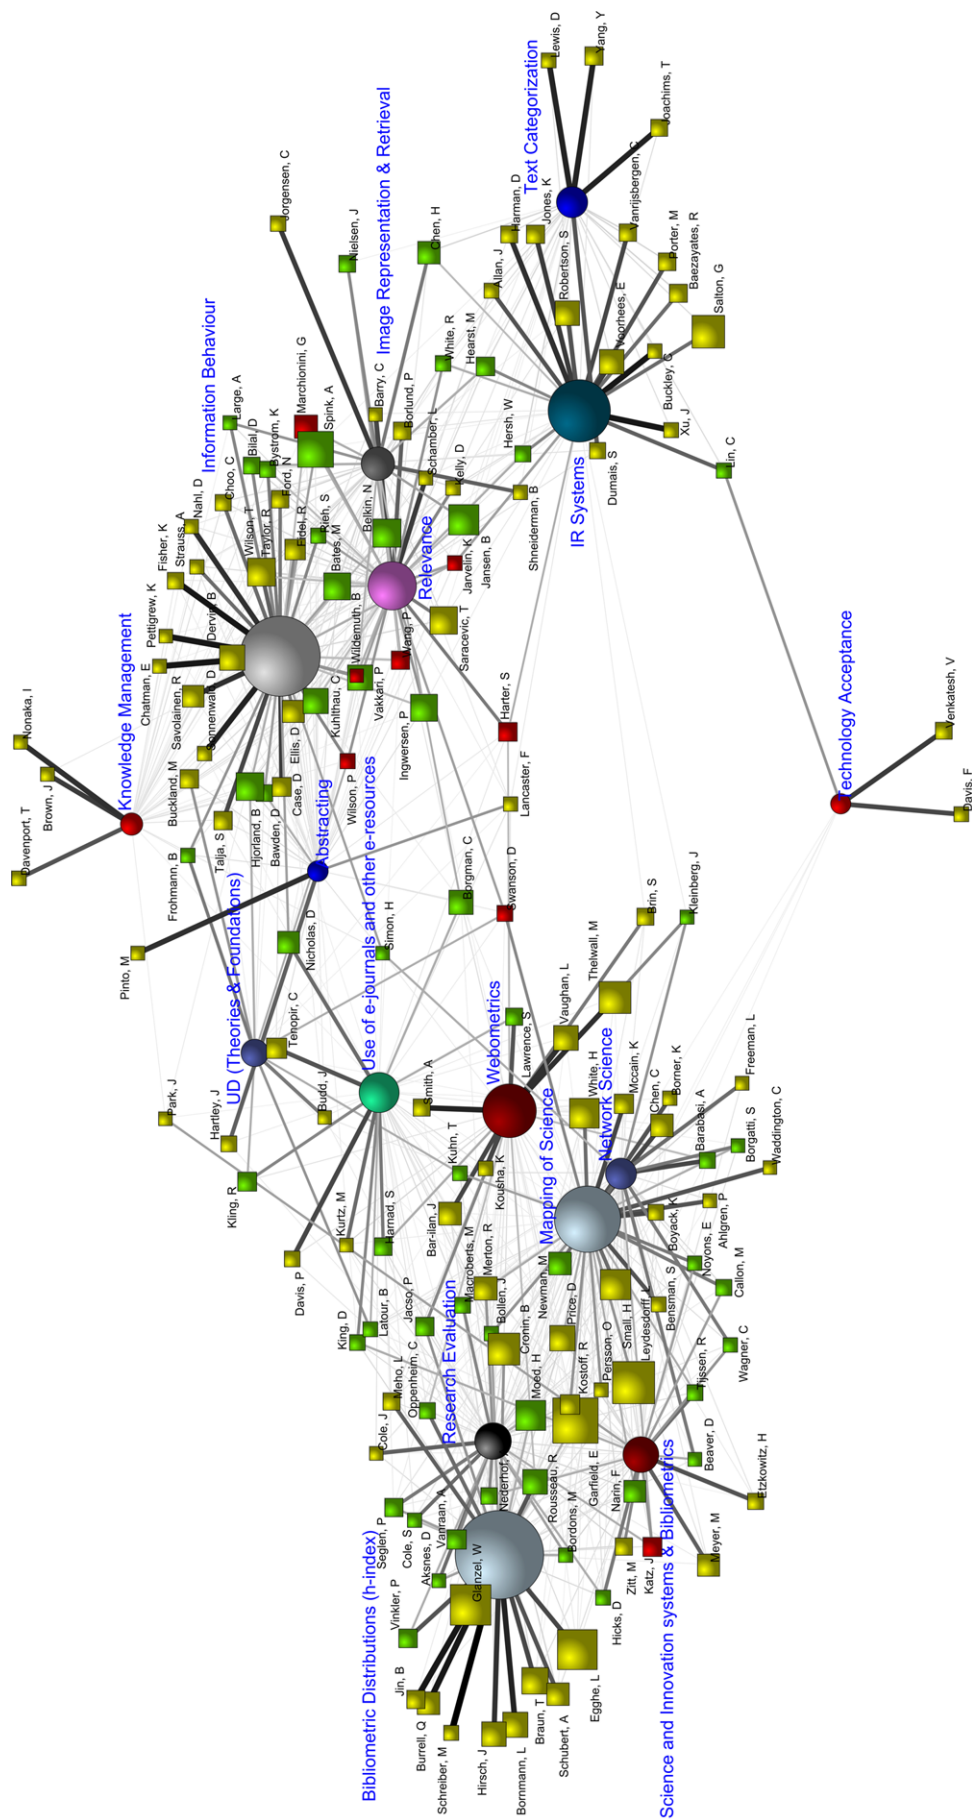 Davenport, T
Brown, J
Nonaka, I
Knowledge Management
Pinto, M
Park, J
Frohmann, B
Buckland, M
Chatman, E
Pettigrew, K
Fisher, K
Strauss, A
Nahl, D
Choo, C
Information Behaviour
Large, A
Bilal, D
Bystrom, K
Ford, N
Marchionini, G
Spink, A
Jorgensen, C
Savolainen, R
Sonnenwald, D
Dervin, B
Wilson, T
Taylor, R
Fidel, R
Rieh, S
Bates, M
Talja, S
Hjorland, B
Bawden, D
Case, D
Ellis, D
Kuhlthau, C
Wildemuth, B
Vakkari, P
Wilson, P
Ingwersen, P
Wang, P
Abstracting
UD (Theories & Foundations)
Nicholas, D
Tenopir, C
Hartley, J
Budd, J
Kling, R
Use of e-journals and other e-resources
Simon, H
Borgman, C
Nielsen, J
Image Representation & Retrieval
Chen, H
Barry, C
Borlund, P
Schamber, L
Kelly, D
Belkin, N
Relevance
Jarvelin, K
Jansen, B
Saracevic, T
White, R
Hearst, M
Hersh, W
Shneiderman, B
Harter, S
Lancaster, F
Swanson, D
Allan, J
Harman, D
Jones, K
Robertson, S
Text Categorization
Lewis, D
Yang, Y
Joachims, T
Vanrijsbergen, C
Porter, M
Baezayates, R
Salton, G
Voorhees, E
Buckley, C
Xu, J
Dumais, S
IR Systems
Lin, C
Technology Acceptance
Venkatesh, V
Davis, F
Davis, P
Kurtz, M
Harnad, S
King, D
Latour, B
Jacso, P
Smith, A
Kuhn, T
Kousha, K
Bar-ilan, J
Webometrics
Lawrence, S
Vaughan, L
Thelwall, M
Brin, S
Kleinberg, J
Macroberts, M
Merton, R
Bollen, J
Cronin, B
Newman, M
Price, D
Mapping of Science
White, H
Mccain, K
Network Science
Chen, C
Borner, K
Freeman, L
Barabasi, A
Borgatti, S
Waddington, C
Ahlgren, P
Boyack, K
Noyons, E
Callon, M
Bensman, S
Leydesdorff, L
Small, H
Persson, O
Kostoff, R
Wagner, C
Tijssen, R
Beaver, D
Etzkowitz, H
Meyer, M
Research Evaluation
Meho, L
Oppenheim, C
Cole, J
Moed, H
Garfield, E
Rousseau, R
Narin, F
Nederhof, A
Bordons, M
Zitt, M
Katz, J
Hicks, D
Science and Innovation systems & Bibliometrics
Bibliometric Distributions (h-index)
Seglen, P
Cole, S
Aksnes, D
Vanraan, A
Vinkler, P
Glanzel, W
Jin, B
Burrell, Q
Schreiber, M
Hirsch, J
Bornmann, L
Braun, T
Schubert, A
Egghe, L